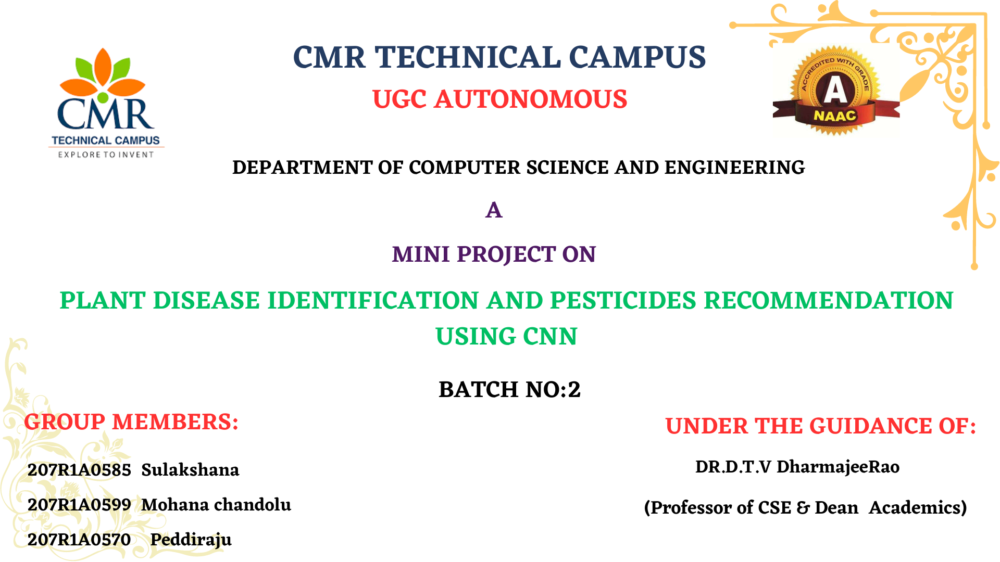 CMR TECHNICAL CAMPUS
UGC AUTONOMOUS
CMR
TECHNICAL CAMPUS
EXPLORE TO INVENT
ACCREDITED WITH GRADE
A
NAAC
DEPARTMENT OF COMPUTER SCIENCE AND ENGINEERING
A
MINI PROJECT ON
PLANT DISEASE IDENTIFICATION AND PESTICIDES RECOMMENDATION
USING CNN
BATCH NO:2
GROUP MEMBERS:
207R1A0585 Sulakshana
207R1A0599 Mohana chandolu
207R1A0570 Peddiraju
UNDER THE GUIDANCE OF:
DR.D.T.V DharmajeeRao
(Professor of CSE & Dean Academics)